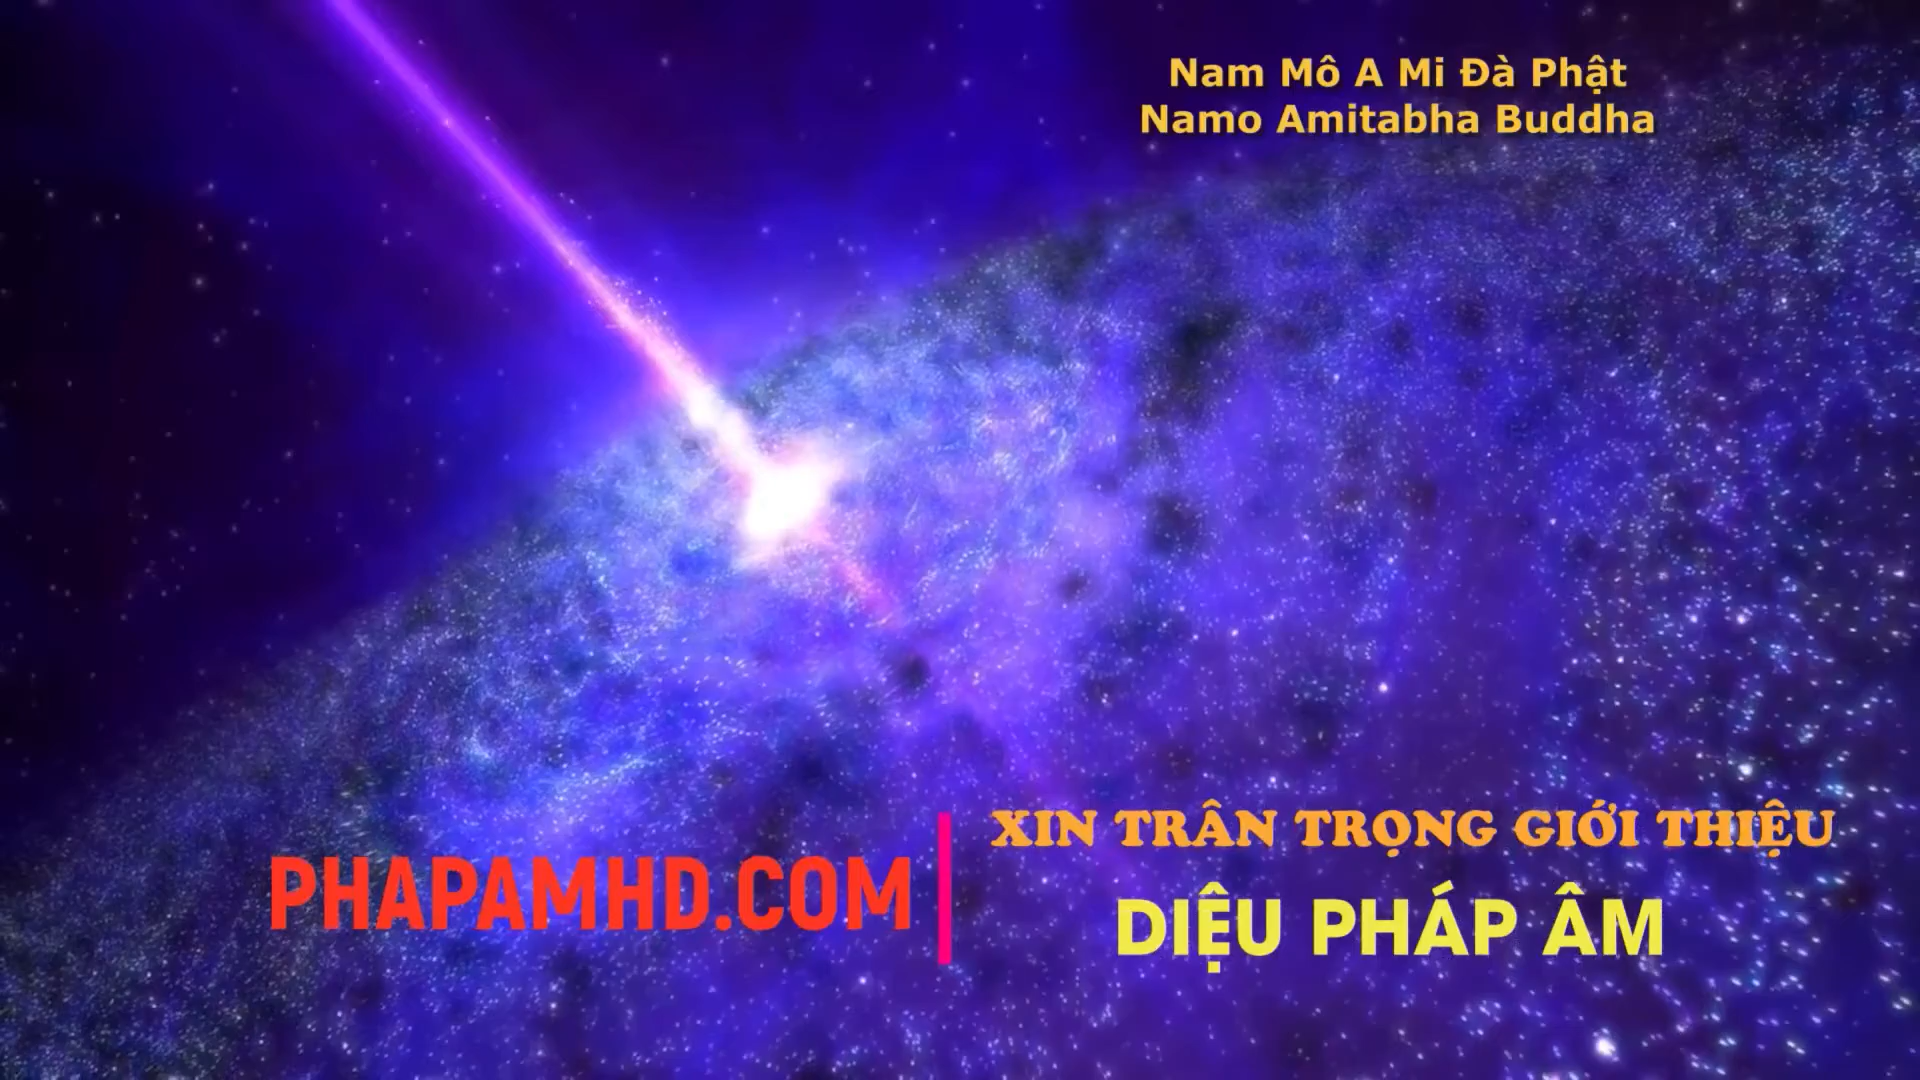 Nam Mô A Mi Đà Phật
Namo Amitabha Buddha
PHAPAMHD.COM
XIN TRÂN TRỌNG GIỚI THIỆU
DIỆU PHÁP ÂM